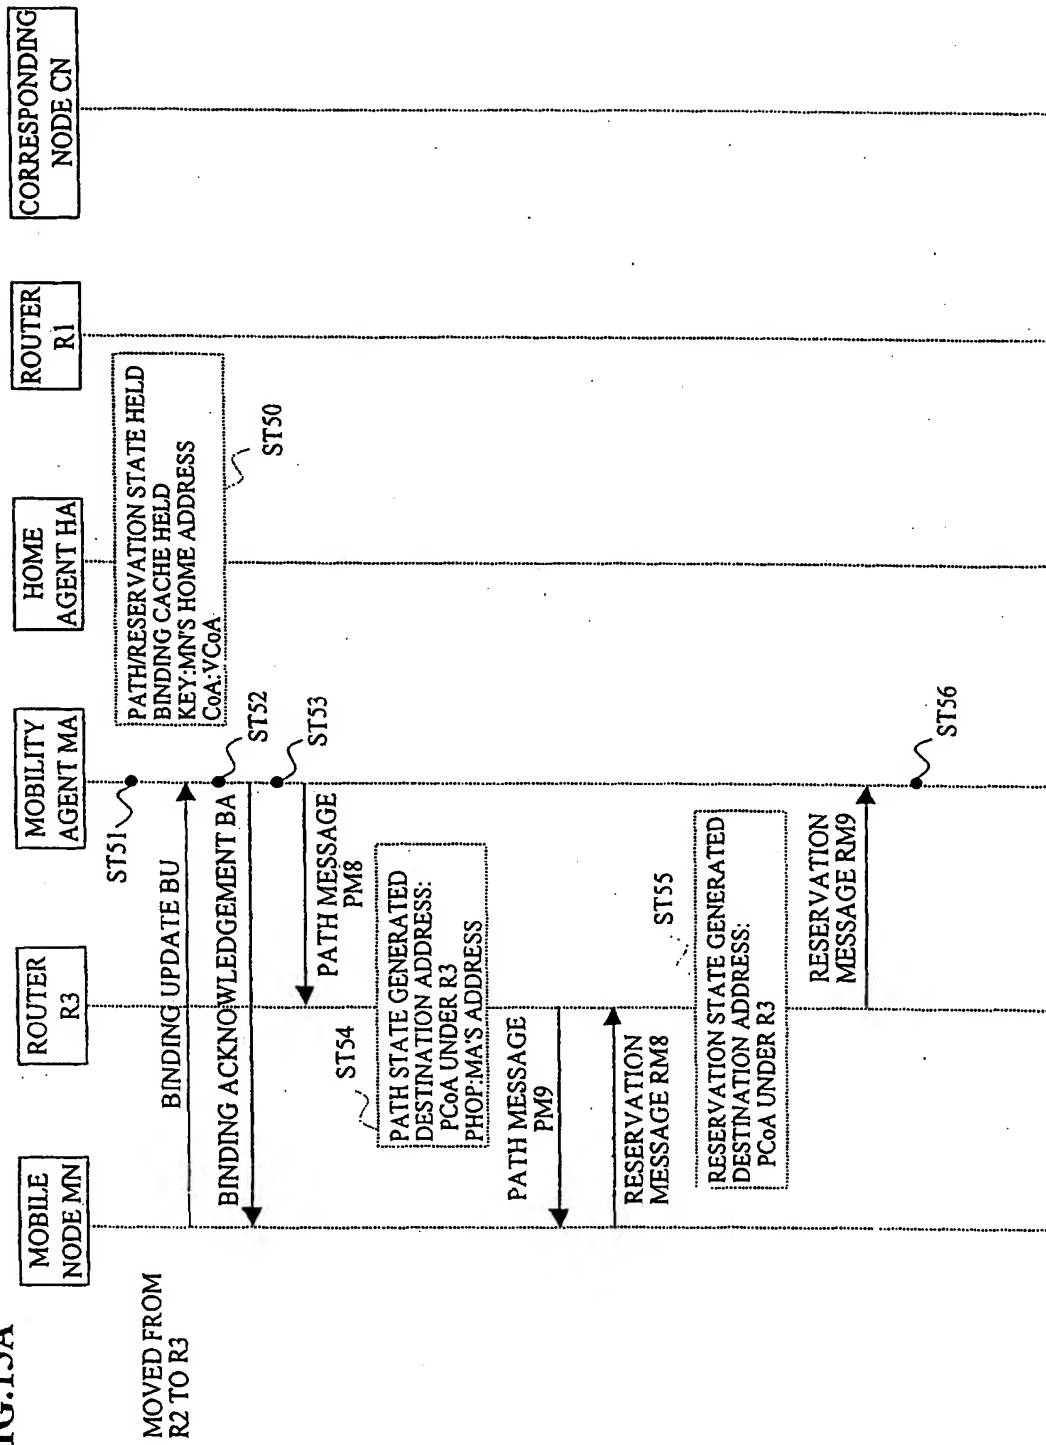 IG.15A
MOVED FROM
R2 TO R3
MOBILE
NODE MN
ROUTER
R3
MOBILITY
AGENT MA
HOME
AGENT HA
ROUTER
R1
CORRESPONDING
NODE CN
ST51
PATH/RESERVATION STATE HELD
BINDING CACHE HELD
KEY:MN'S HOME ADDRESS
CoA:VCoA
ST50
BINDING UPDATE BU
ST52
BINDING ACKNOWLEDGEMENT BA
ST53
PATH MESSAGE
PM8
ST54
PATH STATE GENERATED
DESTINATION ADDRESS:
PCoA UNDER R3
PHOP:MA'S ADDRESS
PATH MESSAGE
PM9
RESERVATION
MESSAGE RM8
ST55
RESERVATION STATE GENERATED
DESTINATION ADDRESS:
PCoA UNDER R3
RESERVATION
MESSAGE RM9
ST56